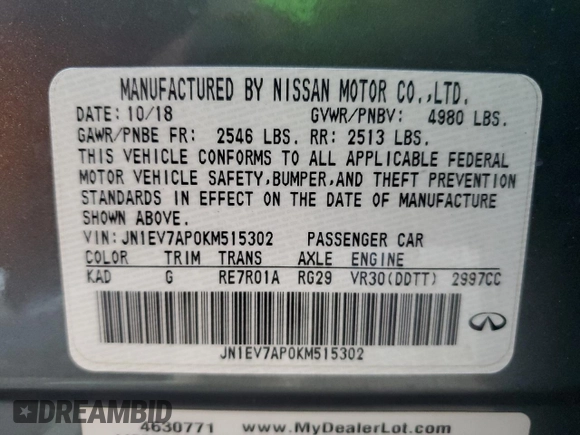 MANUFACTURED BY NISSAN MOTOR CO.,LTD.
DATE: 10/18 GVWR/PNBV: 4980 LBS.
GAWR/PNBE FR: 2546 LBS. RR: 2513 LBS.
THIS VEHICLE CONFORMS TO ALL APPLICABLE FEDERAL
MOTOR VEHICLE SAFETY,BUMPER,AND THEFT PREVENTION
STANDARDS IN EFFECT ON THE DATE OF MANUFACTURE
SHOWN ABOVE.
VIN: JN1EV7AP0KM515302 PASSENGER CAR
COLOR TRIM TRANS AXLE ENGINE
KAD G RE7R01A RG29 VR30(DDTT) 2997CC
JN1EV7AP0KM515302
4630771 www.MyDealerLot.com
DREAMBID